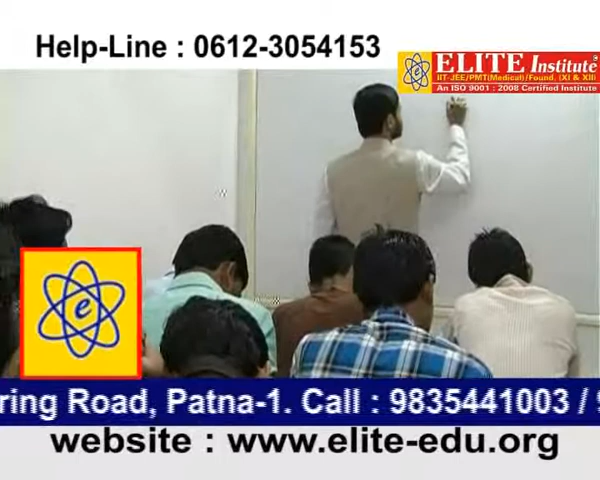 Help-Line : 0612-3054153
ELITE Institute
IIT-JEE/PMT(Medical)/Found. (XI & XII)
An ISO 9001 : 2008 Certified Institute
e
ring Road, Patna-1. Call : 9835441003 /
website : www.elite-edu.org